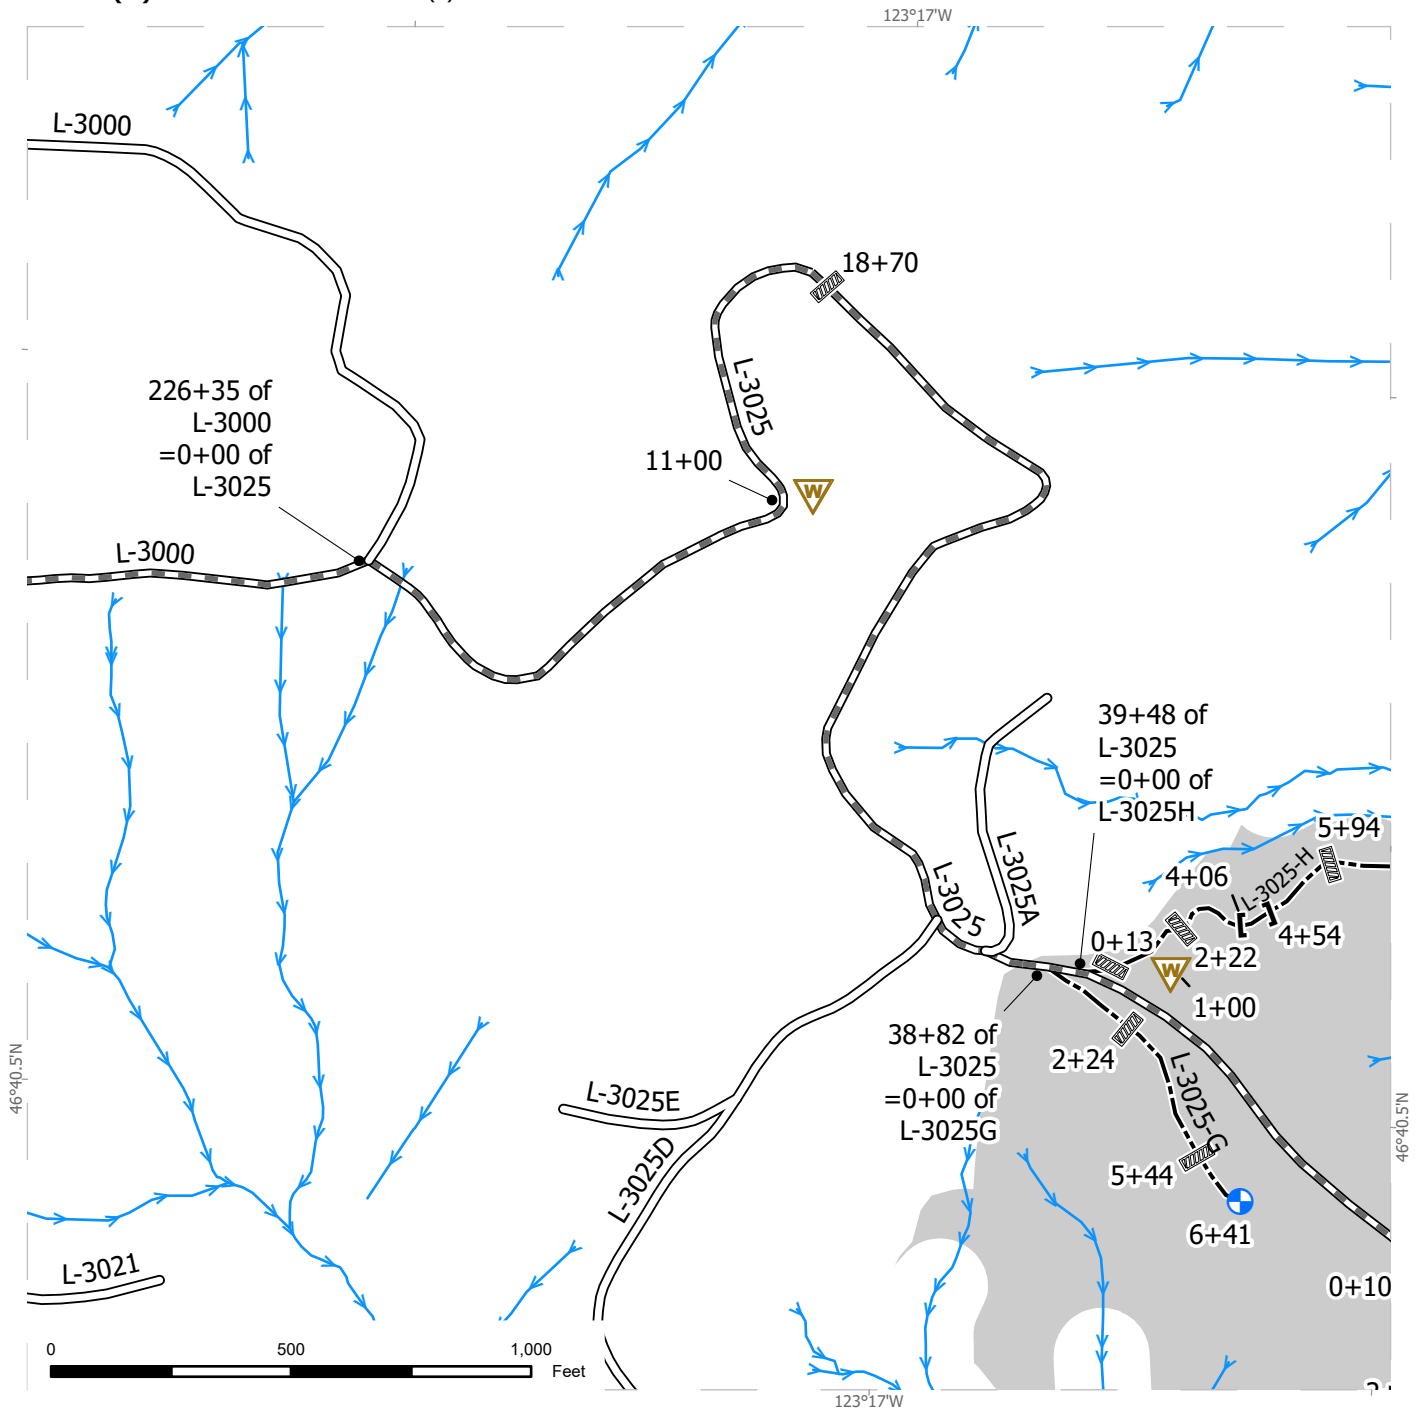 123°17'W
L-3000
18+70
L-3025
226+35 of
L-3000
=0+00 of
L-3025
11+00
W
L-3000
39+48 of
L-3025
=0+00 of
L-3025H
5+94
L-3025-H
4+06
4+54
L-3025
L-3025A
0+13
2+22
W
1+00
38+82 of
L-3025
=0+00 of
L-3025G
2+24
L-3025-G
46°40.5'N
46°40.5'N
L-3025E
L-3025D
5+44
6+41
L-3021
0+10
0
500
1,000
Feet
123°17'W